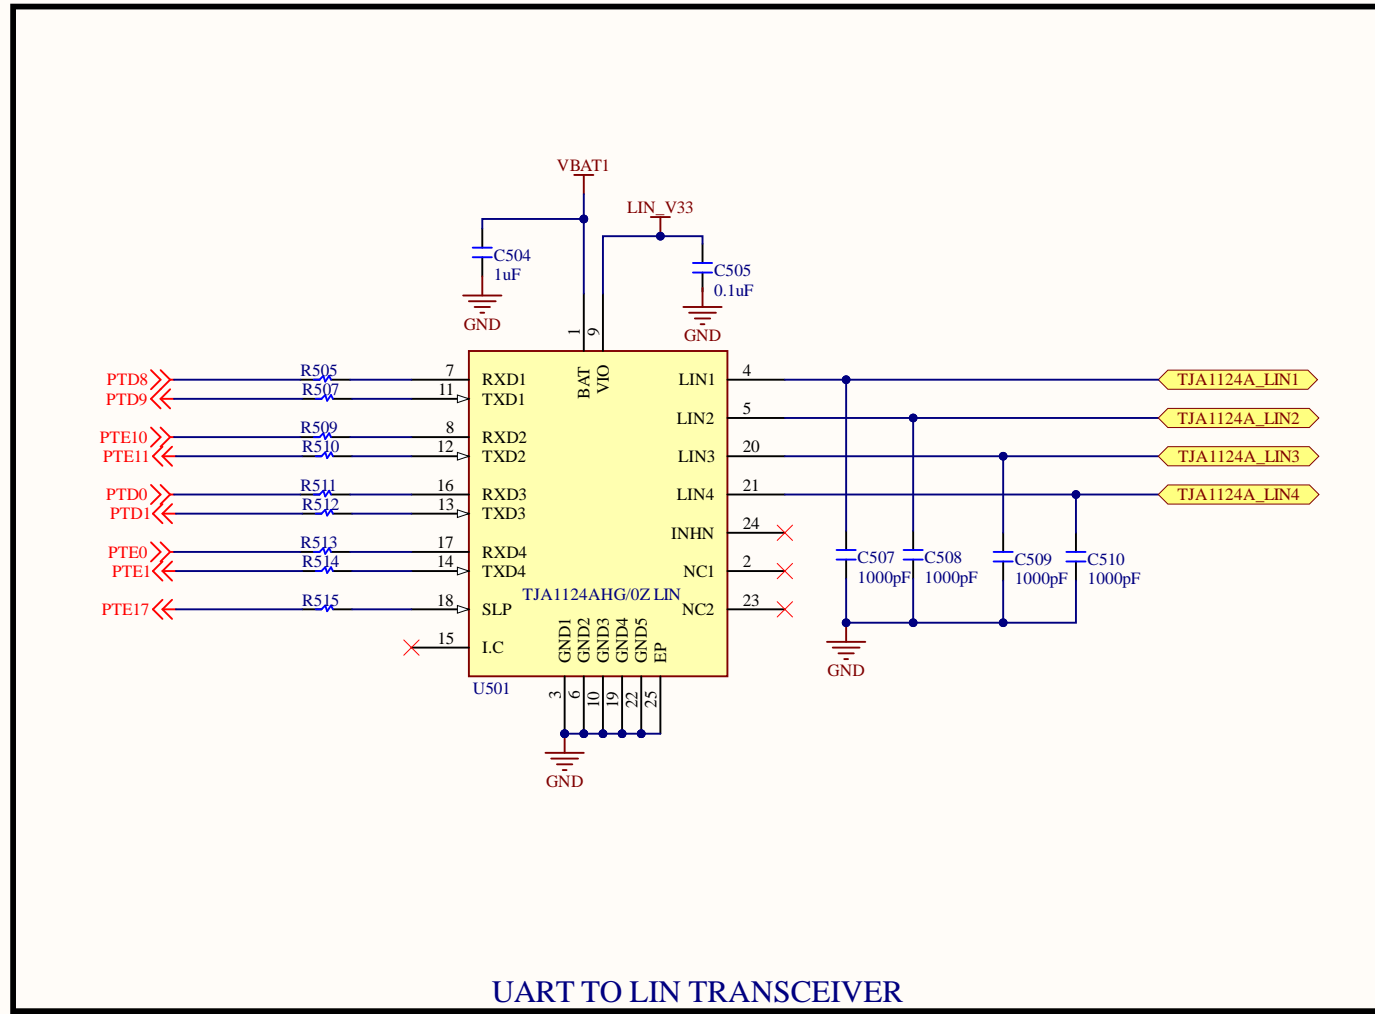 VBAT1
LIN_V33
C504
1uF
GND
C505
0.1uF
GND
1
9
BAT
VIO
PTD8 R505 7 RXD1
PTD9 R507 11 TXD1
PTE10 R509 8 RXD2
PTE11 R510 12 TXD2
PTD0 R511 16 RXD3
PTD1 R512 13 TXD3
PTE0 R513 17 RXD4
PTE1 R514 14 TXD4
PTE17 R515 18 SLP
15 I.C
LIN1 4 TJA1124A_LIN1
LIN2 5 TJA1124A_LIN2
LIN3 20 TJA1124A_LIN3
LIN4 21 TJA1124A_LIN4
INHN 24
NC1 2
NC2 23
TJA1124AHG/0Z LIN
C507
1000pF
C508
1000pF
C509
1000pF
C510
1000pF
GND
GND1
GND2
GND3
GND4
GND5
EP
U501
3
6
10
19
22
25
GND
UART TO LIN TRANSCEIVER